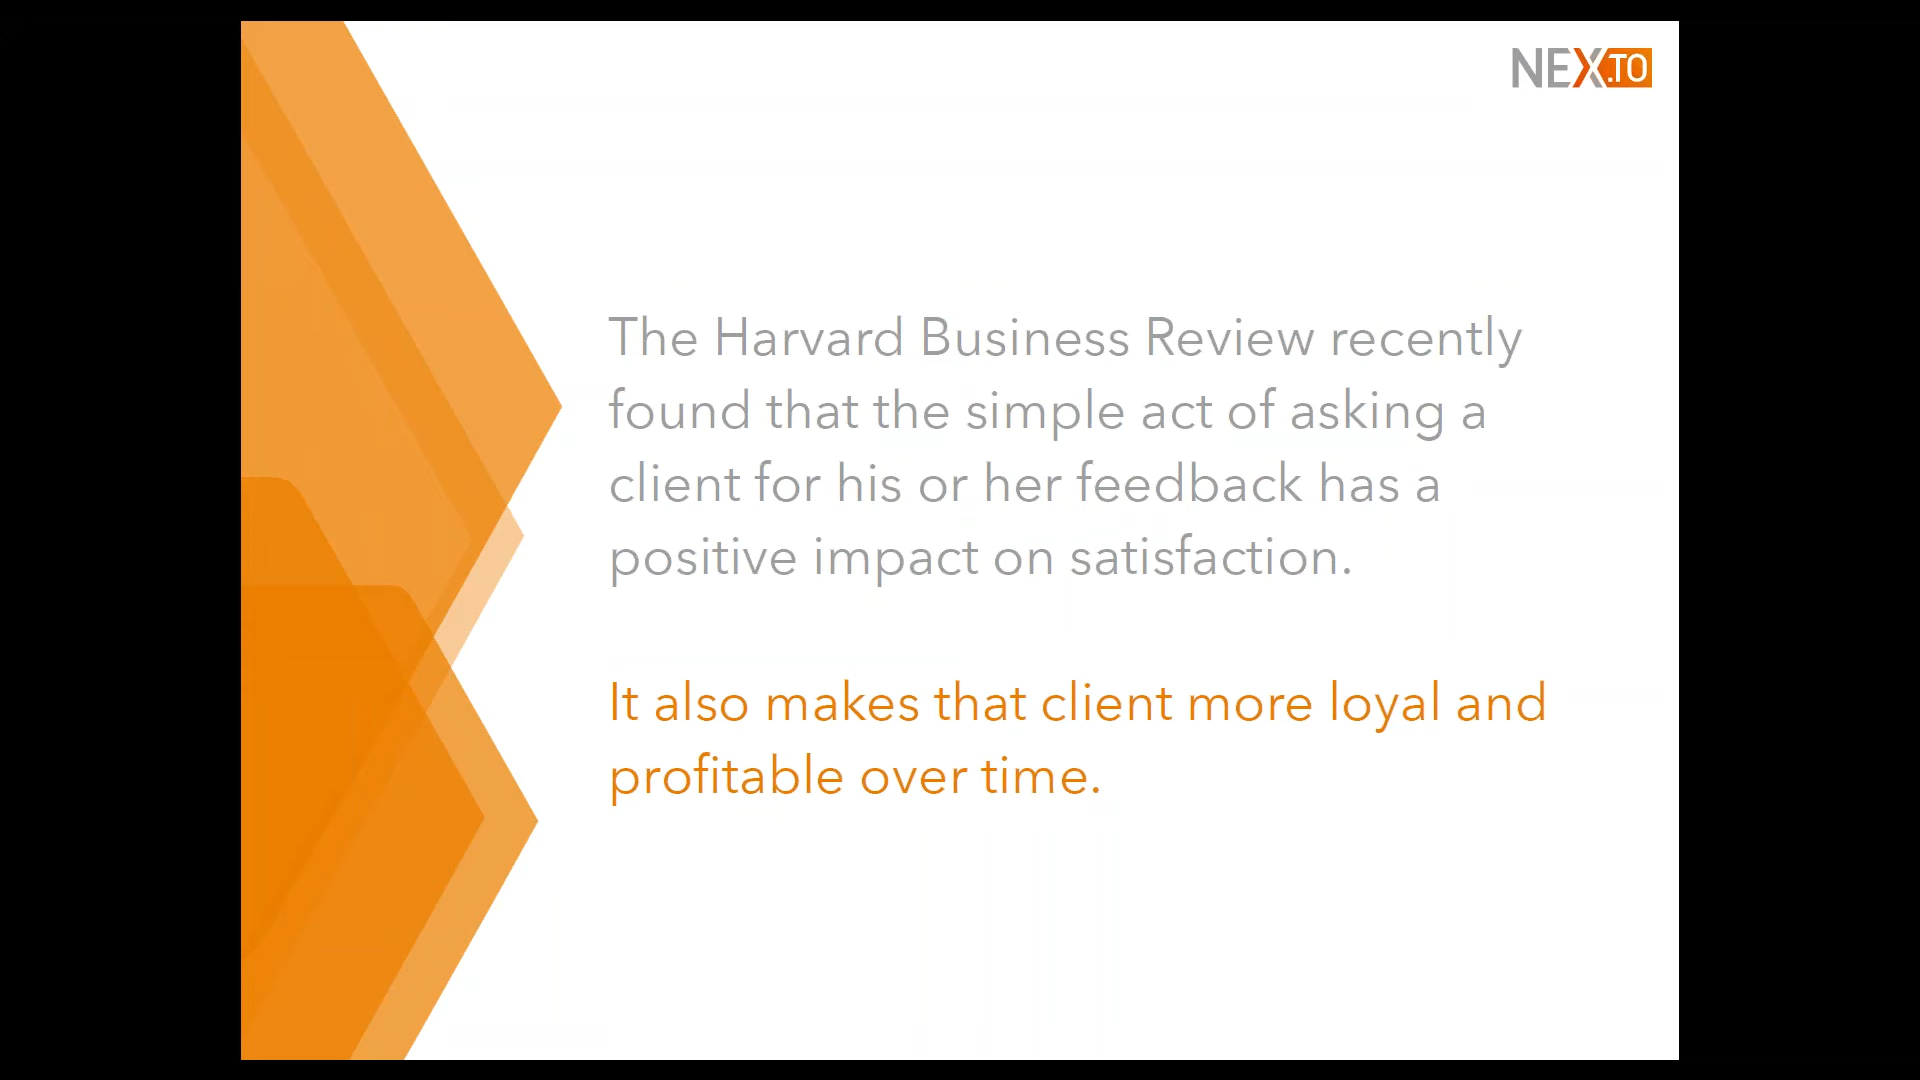 NEX.TO
The Harvard Business Review recently
found that the simple act of asking a
client for his or her feedback has a
positive impact on satisfaction.
It also makes that client more loyal and
profitable over time.